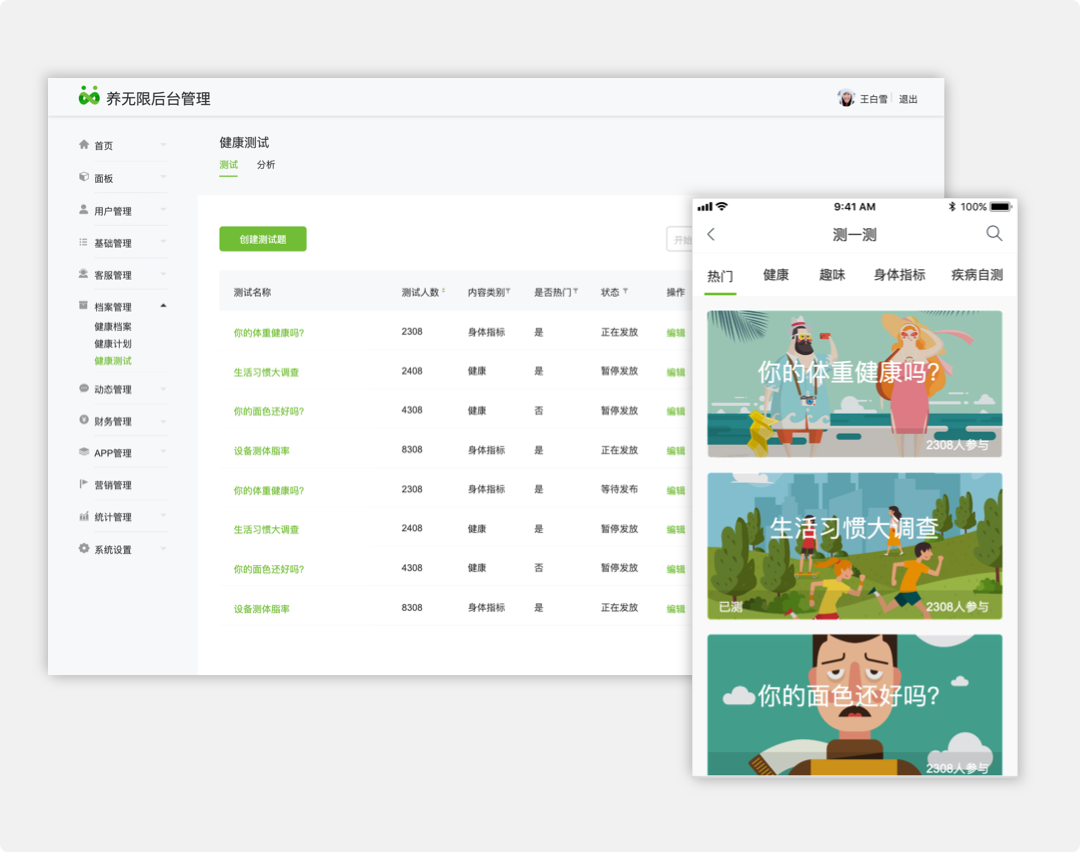 养无限后台管理
王白雪 退出
首页
面板
用户管理
基础管理
客服管理
档案管理
健康档案
健康计划
健康测试
动态管理
财务管理
APP管理
营销管理
统计管理
系统设置
健康测试
测试 分析
创建测试题
开始
测试名称 测试人数 内容类别 是否热门 状态 操作
你的体重健康吗? 2308 身体指标 是 正在发放 编辑
生活习惯大调查 2408 健康 是 暂停发放 编辑
你的面色还好吗? 4308 健康 否 暂停发放 编辑
设备测体脂率 8308 身体指标 是 正在发放 编辑
你的体重健康吗? 2308 身体指标 是 等待发布 编辑
生活习惯大调查 2408 健康 是 暂停发放 编辑
你的面色还好吗? 4308 健康 否 暂停发放 编辑
设备测体脂率 8308 身体指标 是 正在发放 编辑
9:41 AM 100%
测一测
热门 健康 趣味 身体指标 疾病自测
你的体重健康吗?
2308人参与
生活习惯大调查
已测 2308人参与
你的面色还好吗?
2308人参与